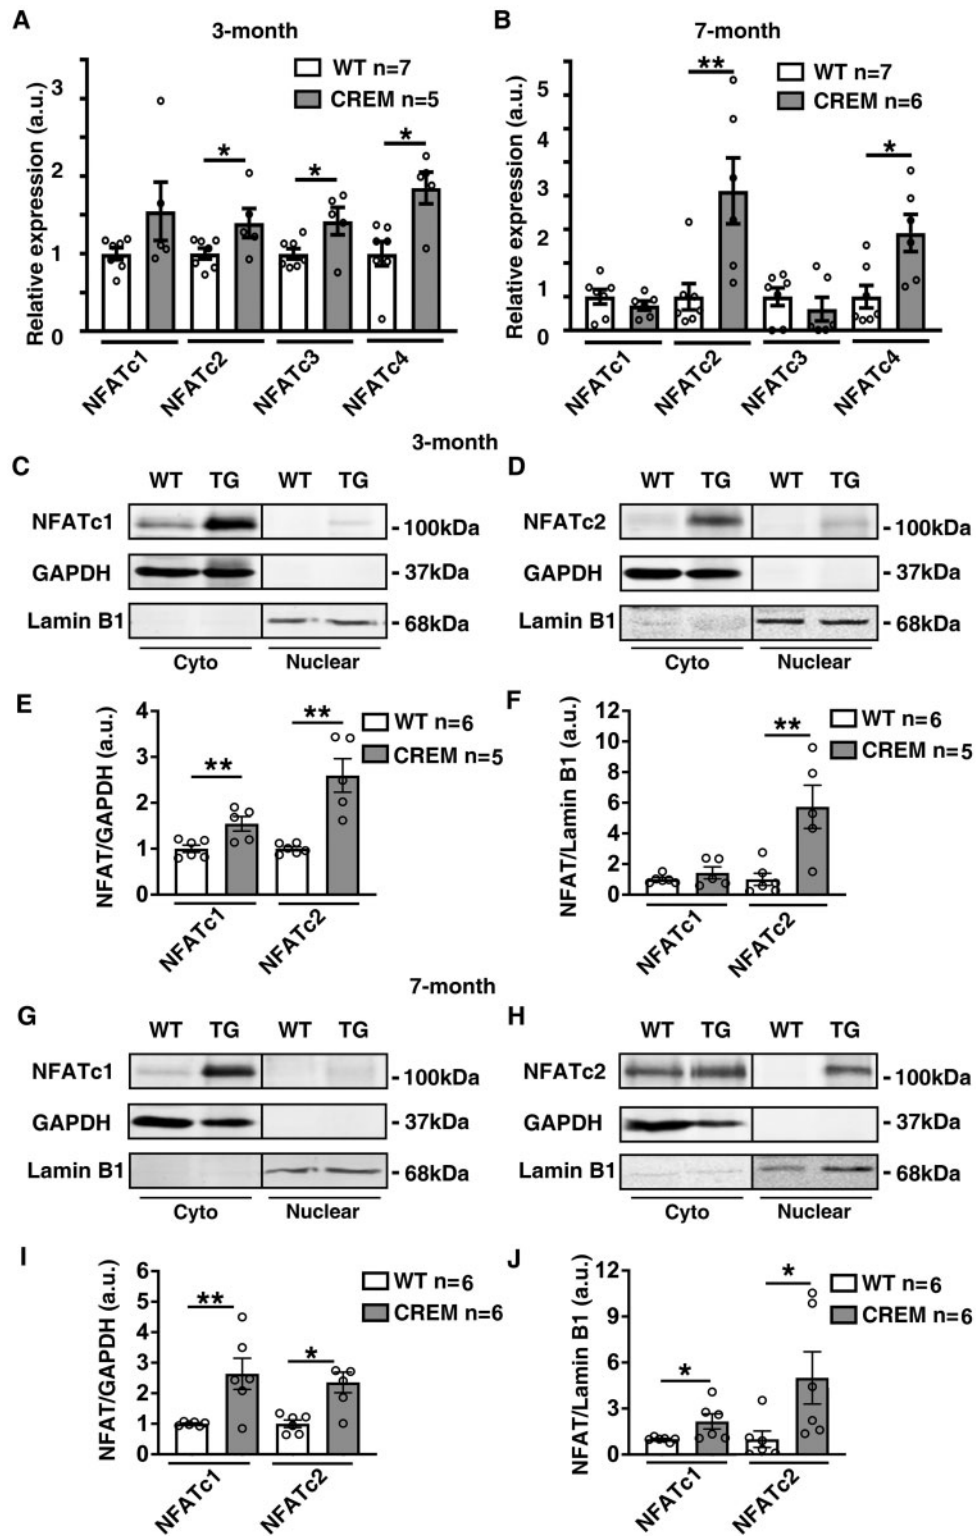 A
3-month
Relative expression (a.u.)
3
2
1
0
WT n=7
CREM n=5
*
*
*
NFATc1
NFATc2
NFATc3
NFATc4
B
7-month
Relative expression (a.u.)
5
4
3
2
1
0
WT n=7
CREM n=6
**
*
NFATc1
NFATc2
NFATc3
NFATc4
3-month
C
WT TG WT TG
NFATc1
- 100kDa
GAPDH
- 37kDa
Lamin B1
- 68kDa
Cyto
Nuclear
D
WT TG WT TG
NFATc2
- 100kDa
GAPDH
- 37kDa
Lamin B1
- 68kDa
Cyto
Nuclear
E
NFAT/GAPDH (a.u.)
4
3
2
1
0
**
**
WT n=6
CREM n=5
NFATc1
NFATc2
F
NFAT/Lamin B1 (a.u.)
12
10
8
6
4
2
0
**
WT n=6
CREM n=5
NFATc1
NFATc2
7-month
G
WT TG WT TG
NFATc1
- 100kDa
GAPDH
- 37kDa
Lamin B1
- 68kDa
Cyto
Nuclear
H
WT TG WT TG
NFATc2
- 100kDa
GAPDH
- 37kDa
Lamin B1
- 68kDa
Cyto
Nuclear
I
NFAT/GAPDH (a.u.)
6
5
4
3
2
1
0
**
*
WT n=6
CREM n=6
NFATc1
NFATc2
J
NFAT/Lamin B1 (a.u.)
12
9
6
3
0
*
*
WT n=6
CREM n=6
NFATc1
NFATc2